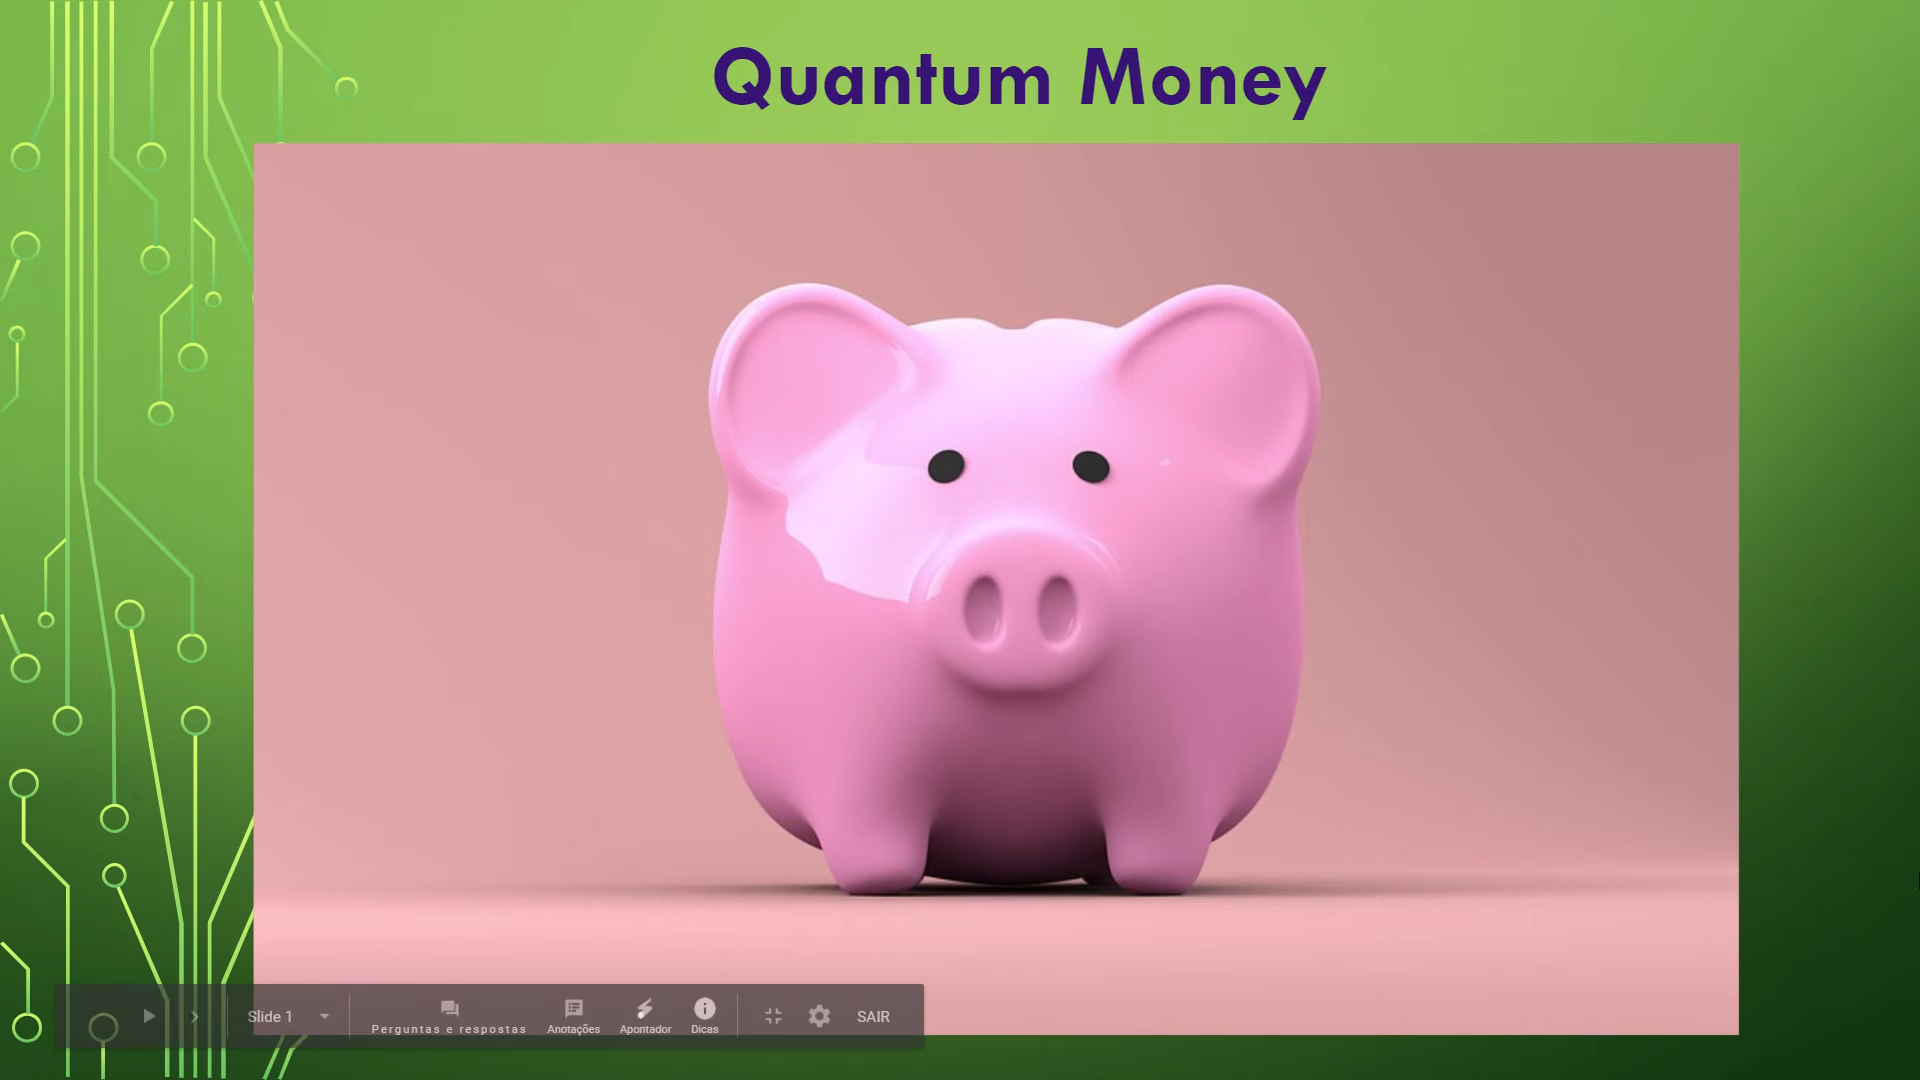 Quantum Money
Slide 1
Perguntas e respostas
Anotações
Apontador
Dicas
SAIR